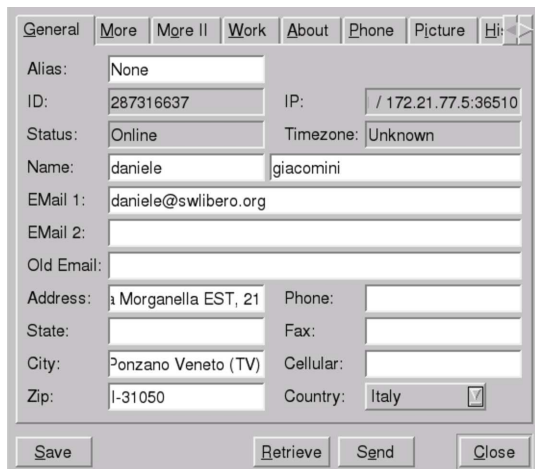 General More More II Work About Phone Picture
Alias: None
ID: 287316637 IP: / 172.21.77.5:36510
Status: Online Timezone: Unknown
Name: daniele giacomini
EMail 1: daniele@swlibero.org
EMail 2:
Old Email:
Address: Morganella EST, 21 Phone:
State: Fax:
City: Ponzano Veneto (TV) Cellular:
Zip: I-31050 Country: Italy
Save Retrieve Send Close